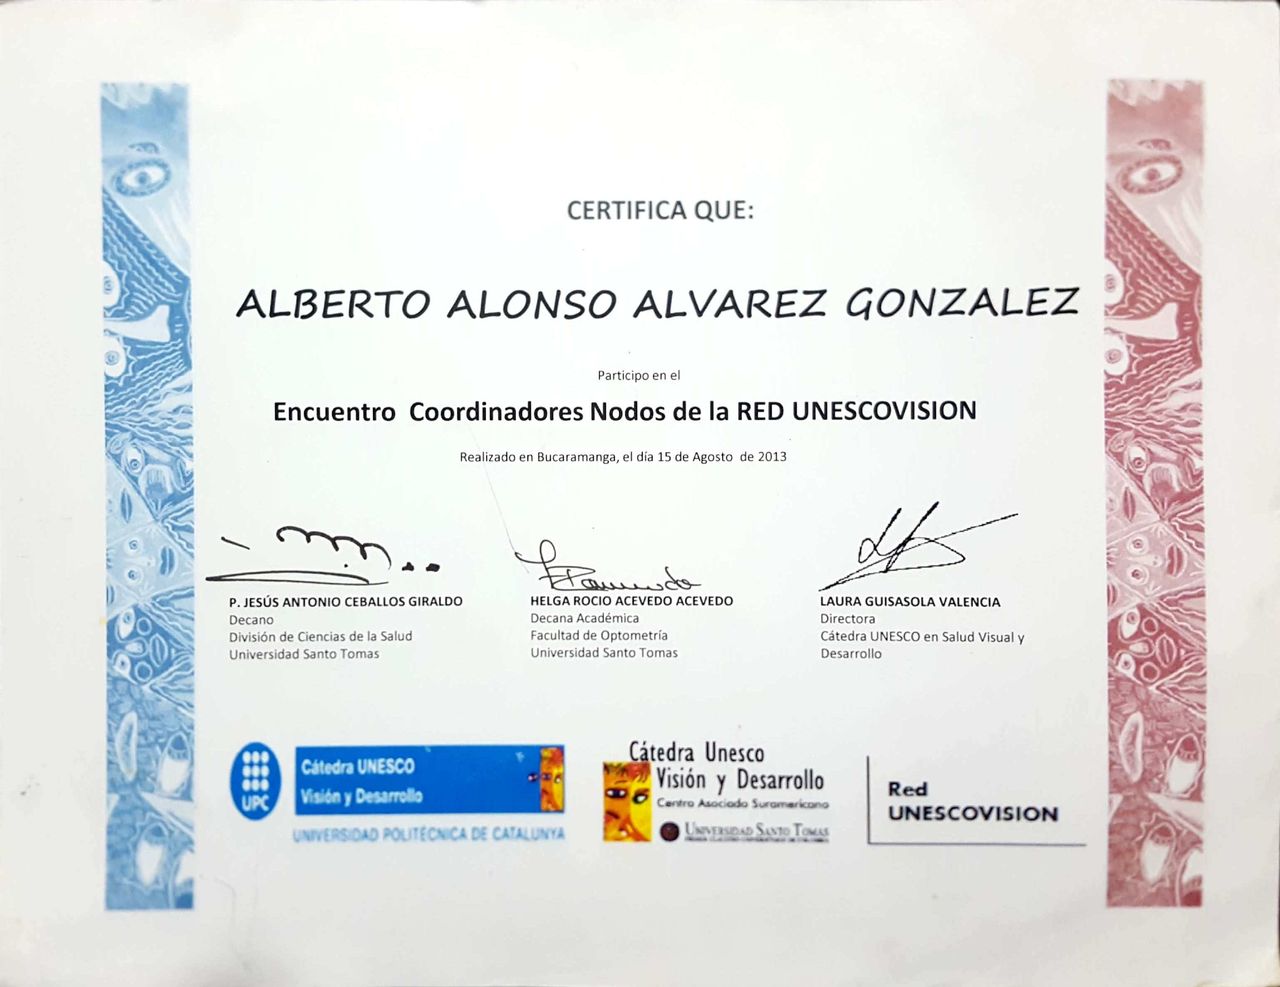 CERTIFICA QUE:
ALBERTO ALONSO ALVAREZ GONZALEZ
Participo en el
Encuentro Coordinadores Nodos de la RED UNESCOVISION
Realizado en Bucaramanga, el día 15 de Agosto de 2013
P. JESÚS ANTONIO CEBALLOS GIRALDO
Decano
División de Ciencias de la Salud
Universidad Santo Tomas
HELGA ROCIO ACEVEDO ACEVEDO
Decana Académica
Facultad de Optometría
Universidad Santo Tomas
LAURA GUISASOLA VALENCIA
Directora
Cátedra UNESCO en Salud Visual y
Desarrollo
UPC
Cátedra UNESCO
Visión y Desarrollo
UNIVERSIDAD POLITÉCNICA DE CATALUNYA
Cátedra Unesco
Visión y Desarrollo
Centro Asociado Suramericano
UNIVERSIDAD SANTO TOMAS
Red
UNESCOVISION